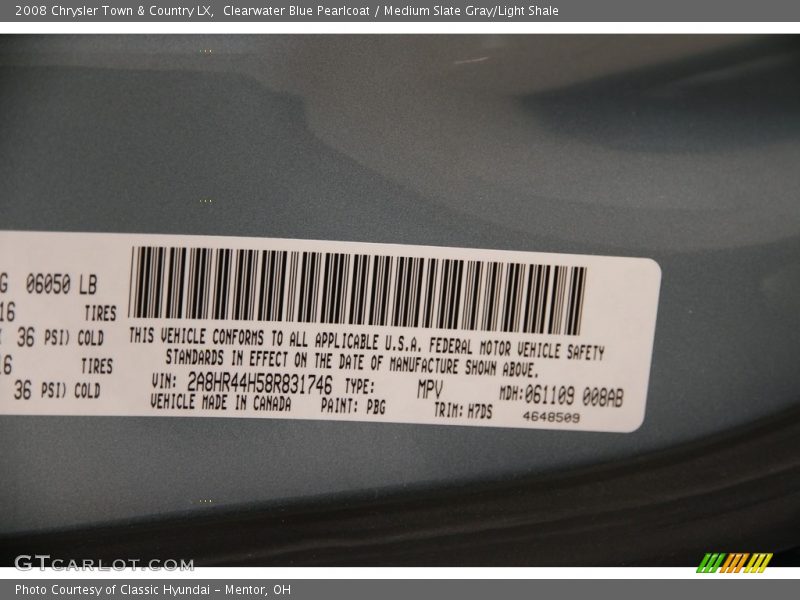 2008 Chrysler Town & Country LX, Clearwater Blue Pearlcoat / Medium Slate Gray/Light Shale
G 06050 LB
16 TIRES
36 PSI) COLD
THIS VEHICLE CONFORMS TO ALL APPLICABLE U.S.A. FEDERAL MOTOR VEHICLE SAFETY
STANDARDS IN EFFECT ON THE DATE OF MANUFACTURE SHOWN ABOVE.
16 TIRES
36 PSI) COLD
VIN: 2A8HR44H58R831746 TYPE: MPV MDH:061109 008AB
VEHICLE MADE IN CANADA PAINT: PBG TRIM: H7DS 4648509
GTCARLOT.COM
Photo Courtesy of Classic Hyundai - Mentor, OH